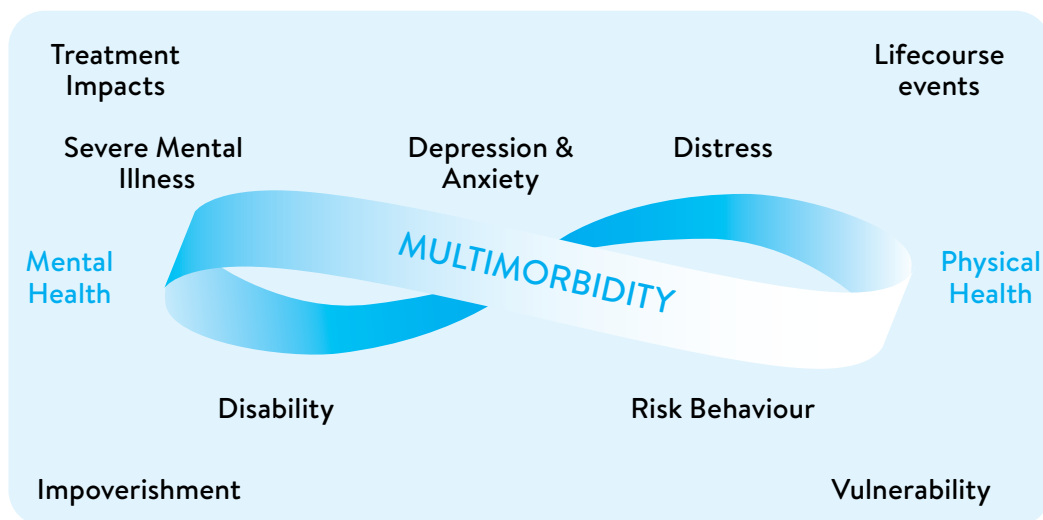 Treatment
Impacts
Lifecourse
events
Severe Mental
Illness
Depression &
Anxiety
Distress
Mental
Health
MULTIMORBIDITY
Physical
Health
Disability
Risk Behaviour
Impoverishment
Vulnerability